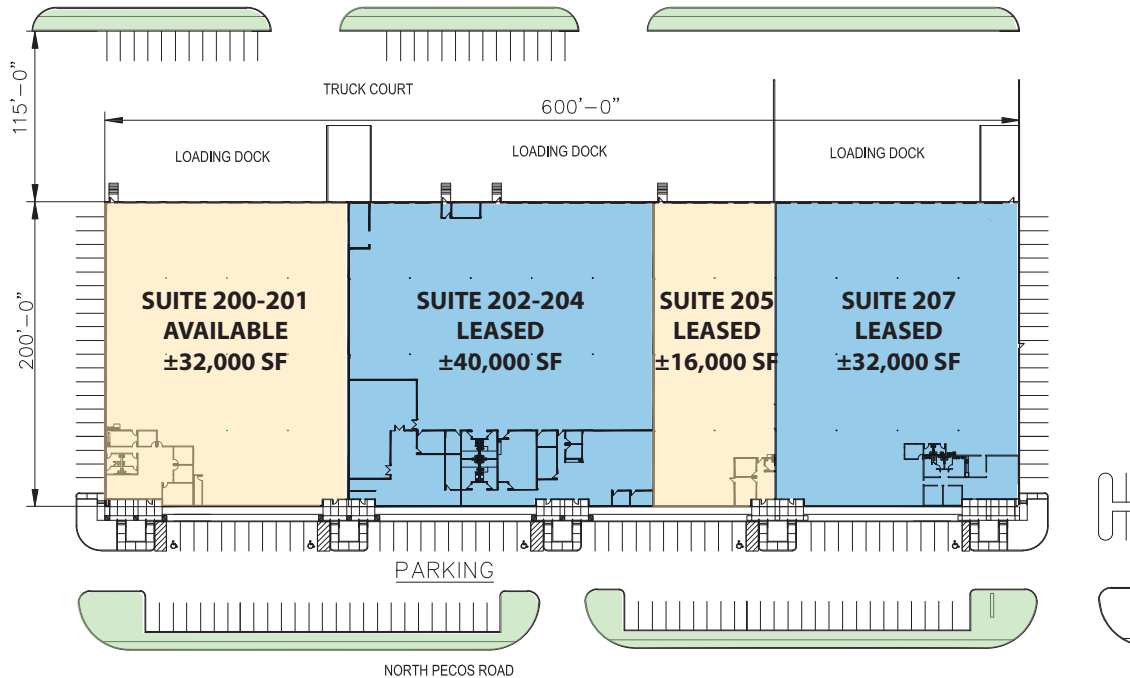 115'-0"
TRUCK COURT
600'-0"
LOADING DOCK
LOADING DOCK
LOADING DOCK
200'-0"
SUITE 200-201
AVAILABLE
±32,000 SF
SUITE 202-204
LEASED
±40,000 SF
SUITE 205
LEASED
±16,000 SF
SUITE 207
LEASED
±32,000 SF
PARKING
NORTH PECOS ROAD